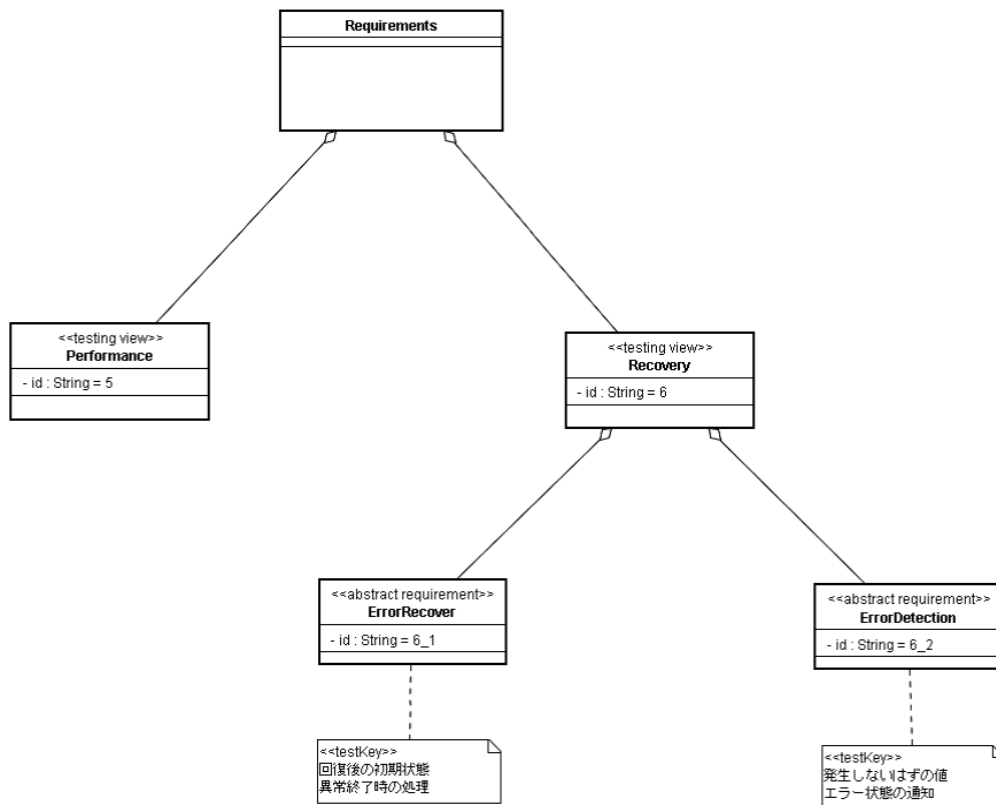 Requirements
<<testing view>>
Performance
- id : String = 5
<<testing view>>
Recovery
- id : String = 6
<<abstract requirement>>
ErrorRecover
- id : String = 6_1
<<abstract requirement>>
ErrorDetection
- id : String = 6_2
<<testKey>>
回復後の初期状態
異常終了時の処理
<<testKey>>
発生しないはずの値
エラー状態の通知